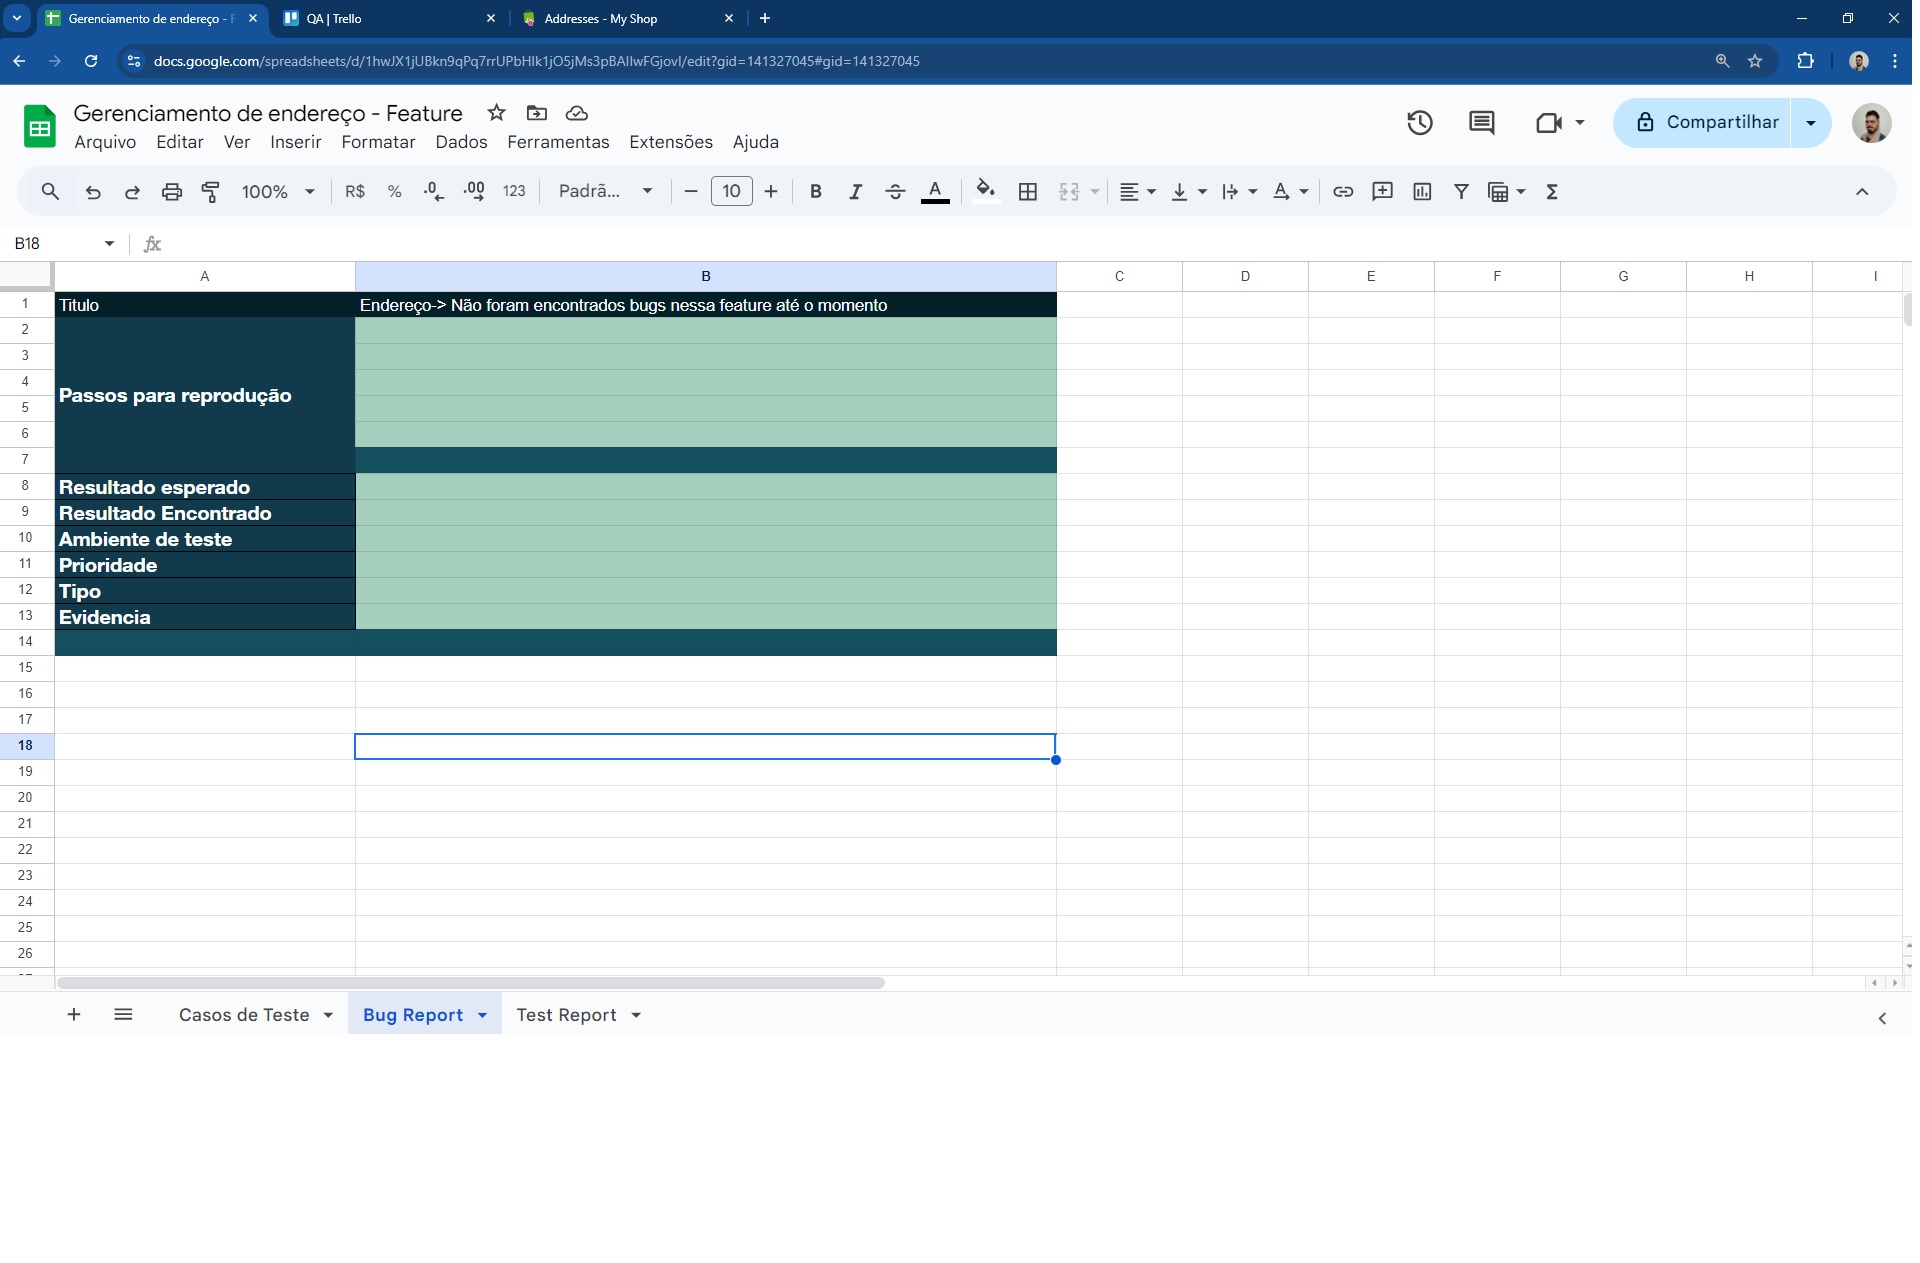 Gerenciamento de endereço - F
QA | Trello
Addresses - My Shop
docs.google.com/spreadsheets/d/1hwJX1jUBkn9qPq7rrUPbHIk1jO5jMs3pBAIlwFGjovI/edit?gid=141327045#gid=141327045
Gerenciamento de endereço - Feature
Arquivo Editar Ver Inserir Formatar Dados Ferramentas Extensões Ajuda
Compartilhar
100% R$ % .0 .00 123 Padrã... 10 B I S A A Σ
B18 fx
A B C D E F G H I
1 Titulo Endereço-> Não foram encontrados bugs nessa feature até o momento
2
3
4
Passos para reprodução
5
6
7
8 Resultado esperado
9 Resultado Encontrado
10 Ambiente de teste
11 Prioridade
12 Tipo
13 Evidencia
14
15
16
17
18
19
20
21
22
23
24
25
26
Casos de Teste Bug Report Test Report